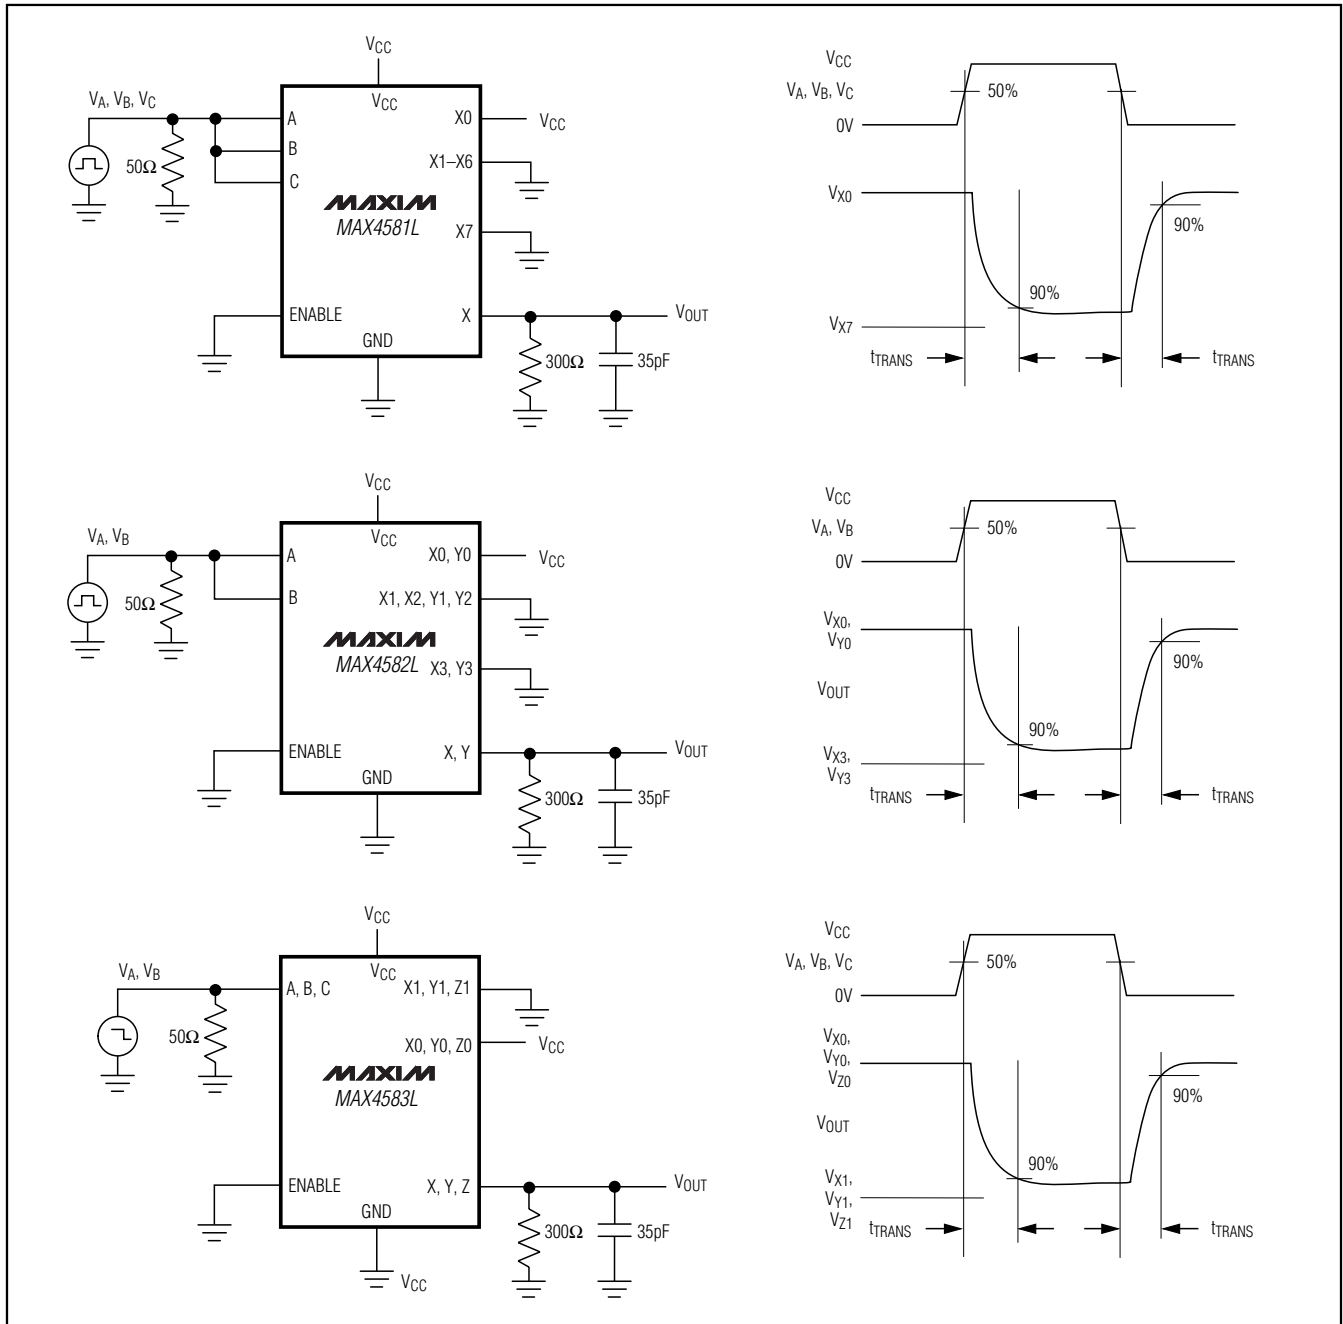 VCC
VA, VB, VC
50Ω
VCC
A
B
C
X0
VCC
X1–X6
MAXIM
MAX4581L
X7
ENABLE
X
VOUT
GND
300Ω
35pF
VCC
VA, VB, VC
50%
0V
VX0
90%
90%
VX7
tTRANS
tTRANS
VCC
VA, VB
50Ω
VCC
A
B
X0, Y0
VCC
X1, X2, Y1, Y2
MAXIM
MAX4582L
X3, Y3
ENABLE
X, Y
VOUT
GND
300Ω
35pF
VCC
VA, VB
50%
0V
VX0,
VY0
90%
VOUT
90%
VX3,
VY3
tTRANS
tTRANS
VCC
VA, VB
50Ω
VCC
A, B, C
X1, Y1, Z1
X0, Y0, Z0
VCC
MAXIM
MAX4583L
ENABLE
X, Y, Z
VOUT
GND
300Ω
35pF
VCC
VCC
VA, VB, VC
50%
0V
VX0,
VY0,
VZ0
90%
VOUT
90%
VX1,
VY1,
VZ1
tTRANS
tTRANS